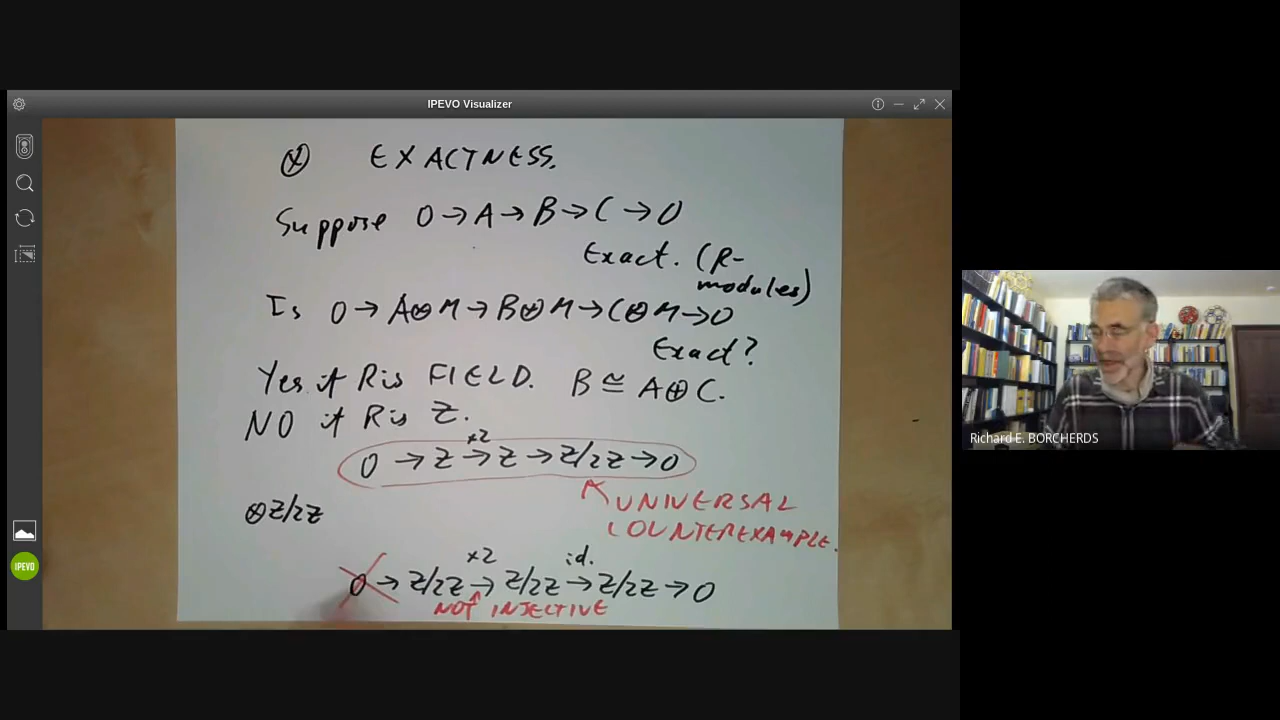 IPEVO Visualizer
⊗ EXACTNESS.
Suppose 0 → A → B → C → 0
Exact. (R-
modules)
Is 0 → A⊗M → B⊗M → C⊗M → 0
Exact?
Yes if R is FIELD. B ≅ A⊕C.
NO if R is Z.
×2
0 → Z → Z → Z/2Z → 0
UNIVERSAL
COUNTEREXAMPLE.
⊗Z/2Z
×2 id.
0 → Z/2Z → Z/2Z → Z/2Z → 0
NOT INJECTIVE
IPEVO
Richard E. BORCHERDS